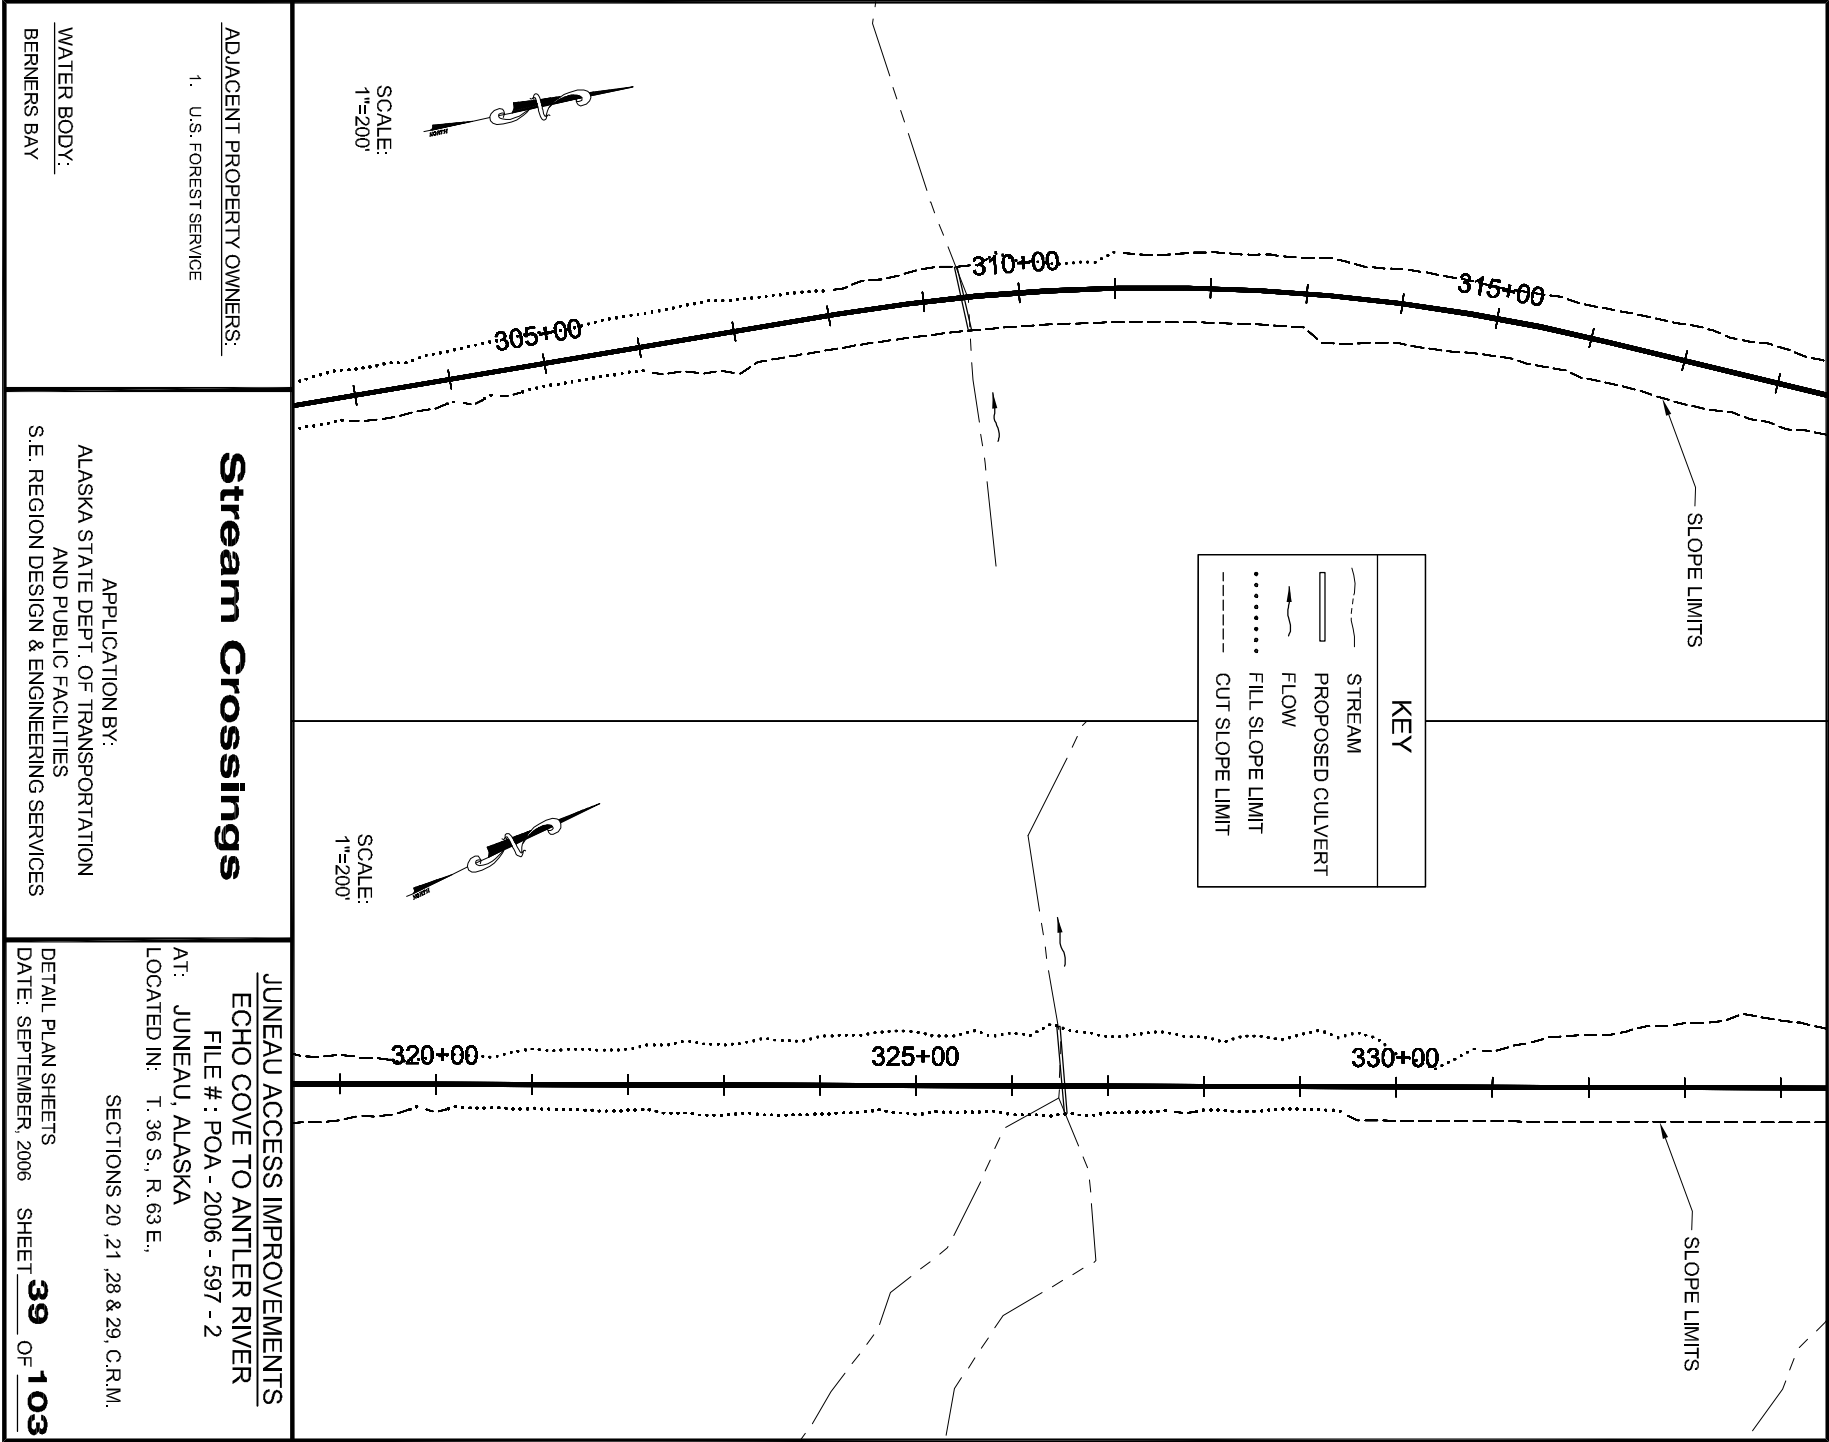 ADJACENT PROPERTY OWNERS:
1. U.S. FOREST SERVICE
WATER BODY:
BERNERS BAY
Stream Crossings
APPLICATION BY:
ALASKA STATE DEPT. OF TRANSPORTATION
AND PUBLIC FACILITIES
S.E. REGION DESIGN & ENGINEERING SERVICES
JUNEAU ACCESS IMPROVEMENTS
ECHO COVE TO ANTLER RIVER
FILE # : POA - 2006 - 597 - 2
AT: JUNEAU, ALASKA
LOCATED IN: T. 36 S., R. 63 E.,
SECTIONS 20 ,21 ,28 & 29, C.R.M.
DETAIL PLAN SHEETS
DATE: SEPTEMBER, 2006 SHEET 39 OF 103
SCALE:
1"=200'
NORTH
305+00
310+00
315+00
SLOPE LIMITS
KEY
STREAM
PROPOSED CULVERT
FLOW
FILL SLOPE LIMIT
CUT SLOPE LIMIT
SCALE:
1"=200'
NORTH
320+00
325+00
330+00
SLOPE LIMITS